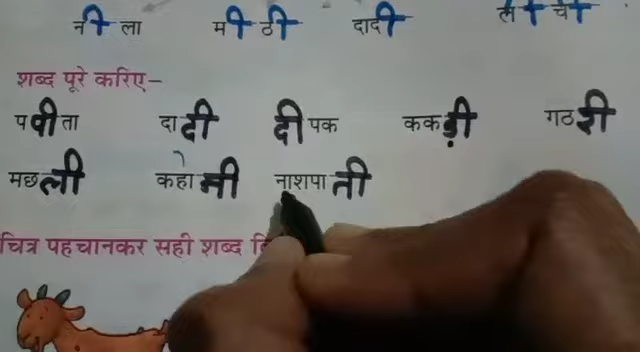 नीला मीठी दादी
शब्द पूरे करिए–
पपीता दादी दीपक ककड़ी गठरी
मछली कहानी नाशपाती
चित्र पहचानकर सही शब्द